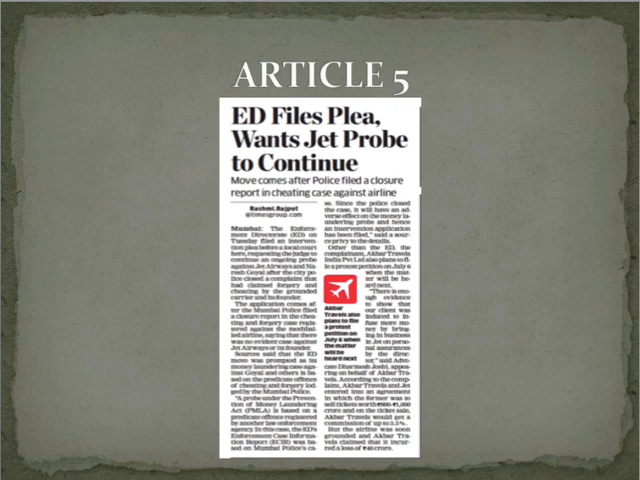 ARTICLE 5
ED Files Plea,
Wants Jet Probe
to Continue
Move comes after Police filed a closure
report in cheating case against airline
Rashmi.Rajput
@timesgroup.com
Mumbai: The Enforce-
ment Directorate (ED) on
Tuesday filed an interven-
tion plea before a local court
here, requesting the judge to
continue an ongoing probe
against Jet Airways and Na-
resh Goyal after the city po-
lice closed a complaint that
had claimed forgery and
cheating by the grounded
carrier and its founder.
The application comes af-
ter the Mumbai Police filed
a closure report in the chea-
ting and forgery case regis-
tered against the mothbal-
led airline, saying that there
was no evidence case against
Jet Airways or its founder.
Sources said that the ED
move was prompted as its
money laundering case aga-
inst Goyal and others is ba-
sed on the predicate offence
of cheating and forgery lod-
ged by the Mumbai Police.
"A probe under the Preven-
tion of Money Laundering
Act (PMLA) is based on a
predicate offence registered
by another law enforcement
agency. In this case, the ED's
Enforcement Case Informa-
tion Report (ECIR) was ba-
sed on Mumbai Police's ca-
se. Since the police closed
the case, it will have an ad-
verse effect on the money la-
undering probe and hence
an intervention application
has been filed," said a sour-
ce privy to the details.
Other than the ED, the
complainant, Akbar Travels
India Pvt Ltd also plans to fi-
le a protest petition on July 6
when the mat-
ter will be he-
ard next.
"There is eno-
ugh evidence
to show that
our client was
induced to in-
fuse more mo-
ney by bring-
ing in business
in Jet on perso-
nal assurances
by the direc-
tor," said Advo-
cate Dharmesh Joshi, appea-
ring on behalf of Akbar Tra-
vels. According to the comp-
laint, Akbar Travels and Jet
entered into an agreement
in which the former was so
sell tickets worth ₹900-₹1,000
crore and on the ticket sale,
Akbar Travels would get a
commission of up to 3.5%.
But the airline was soon
grounded and Akbar Tra-
vels claimed that it incur-
red a loss of ₹46 crore.
Akbar
Travels also
plans to file
a protest
petition on
July 6 when
the matter
will be
heard next